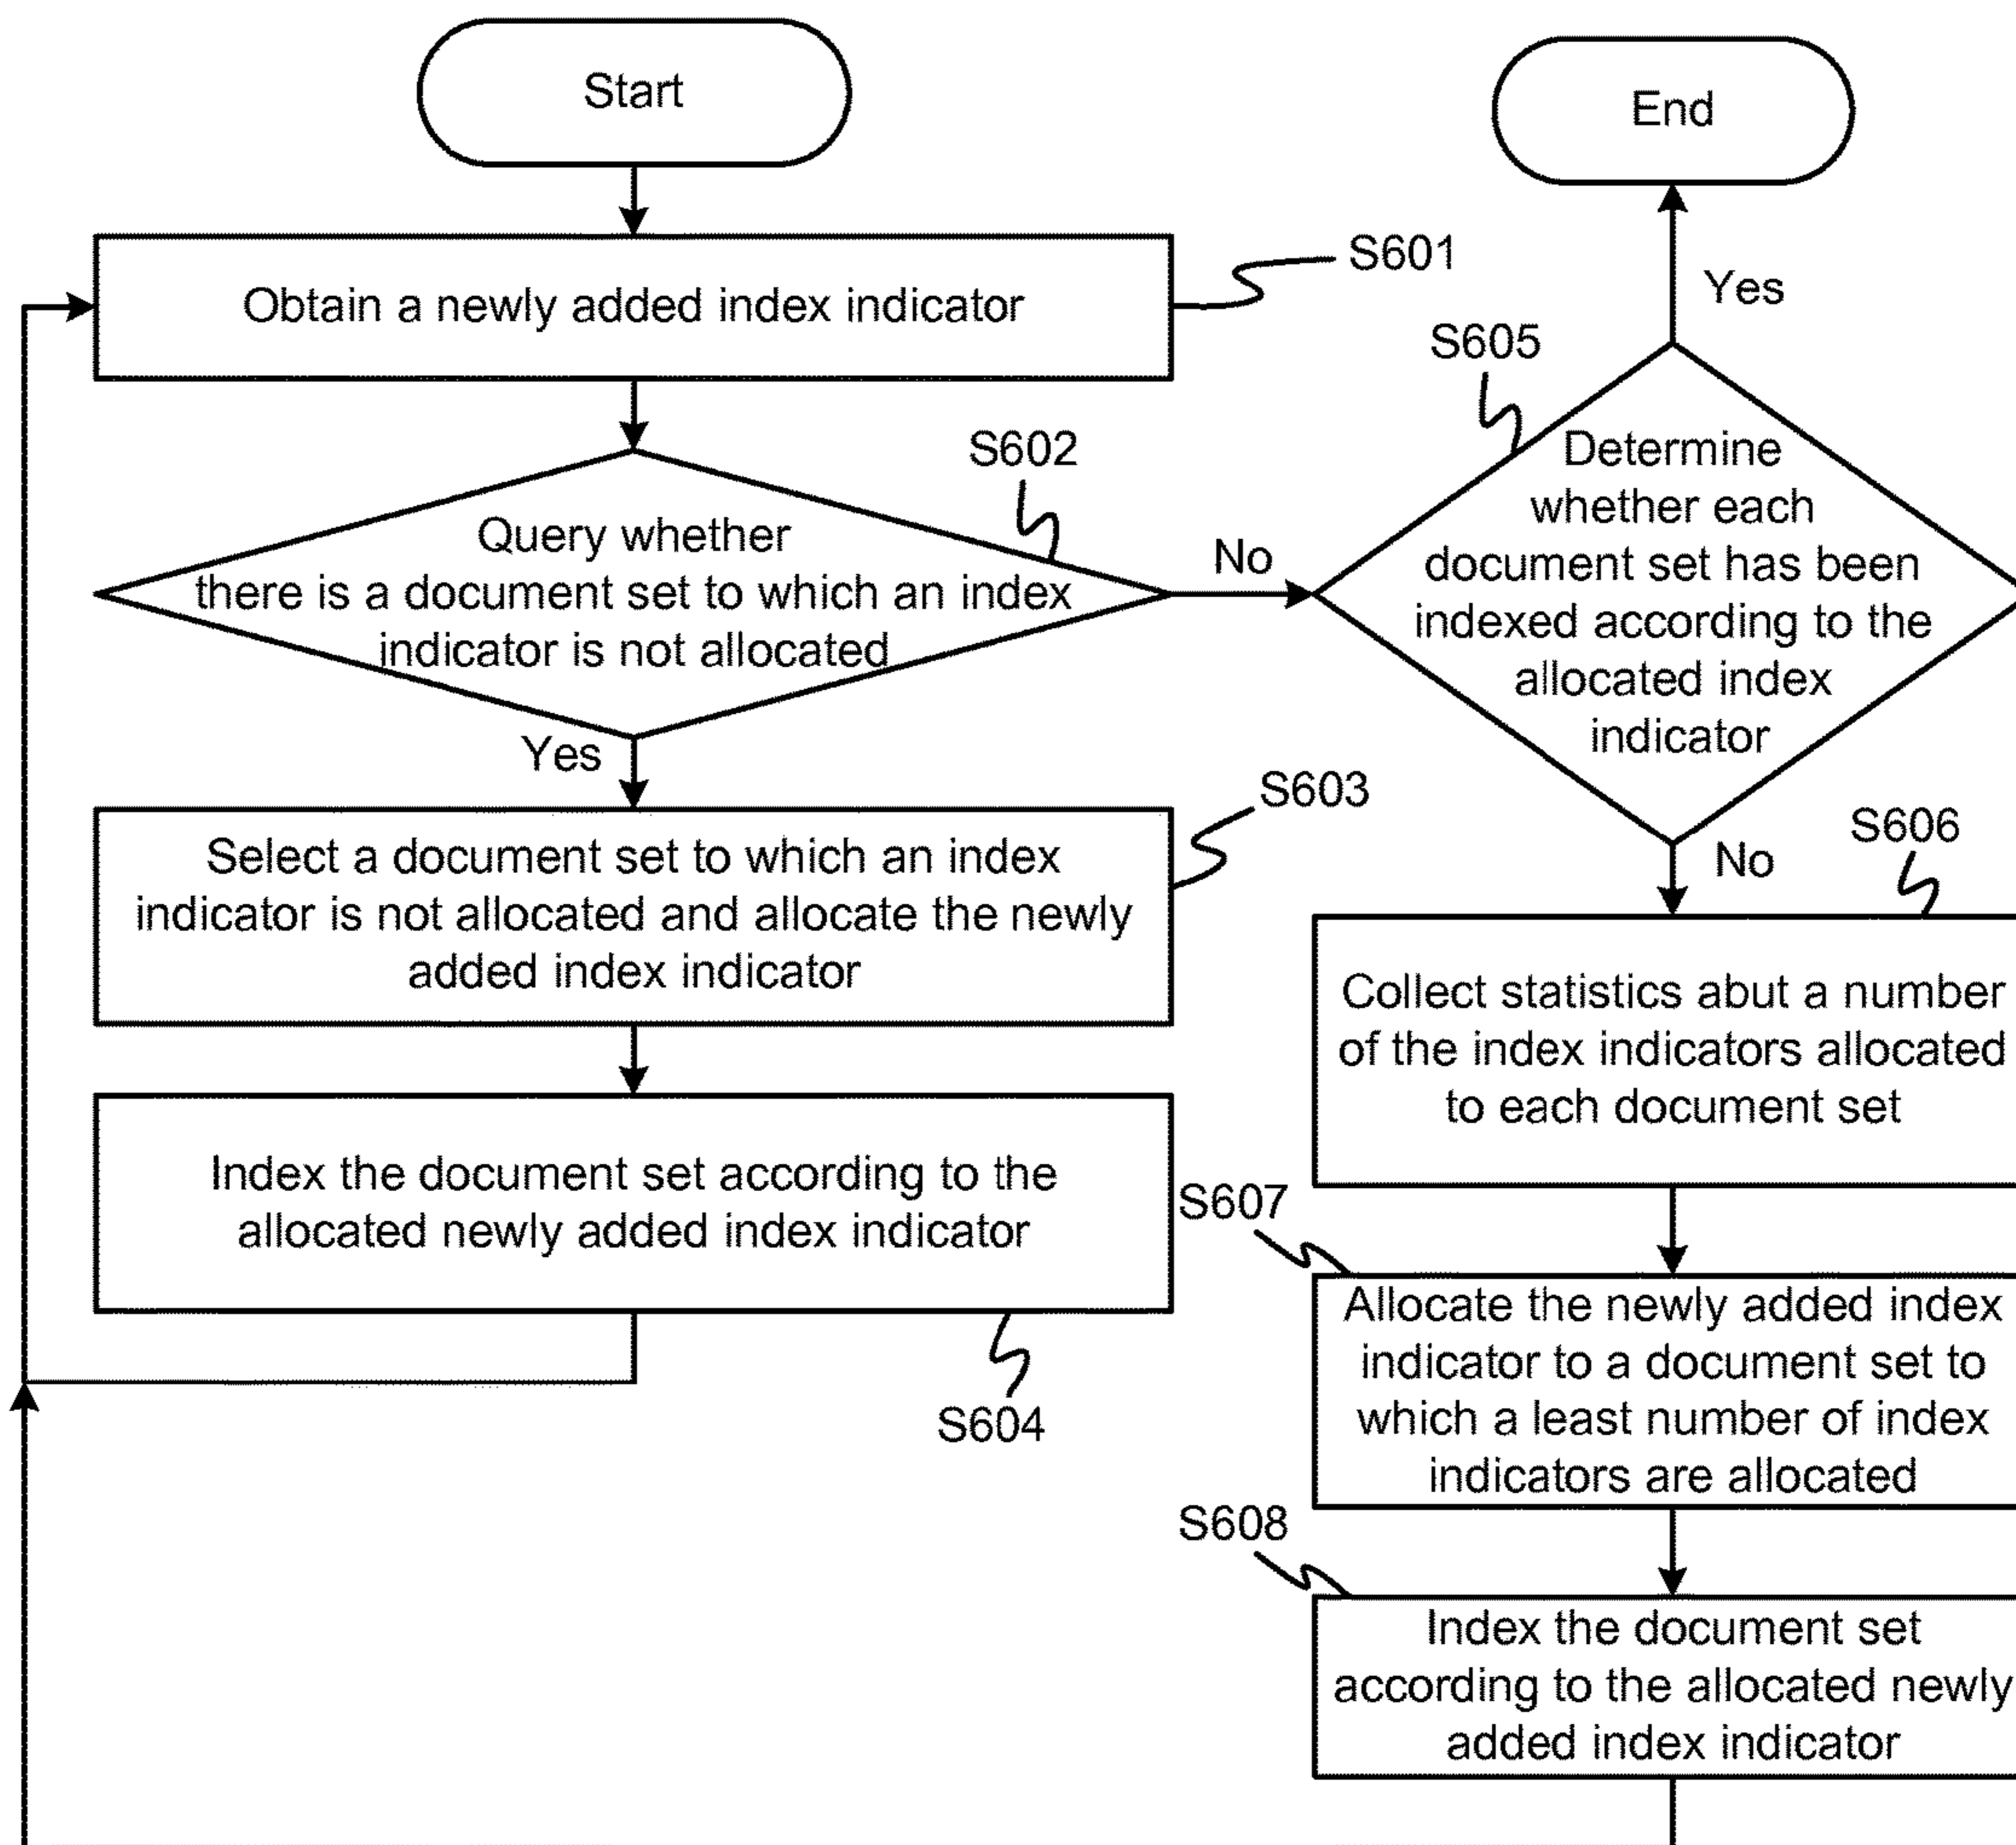 Start
Obtain a newly added index indicator
S601
Query whether
there is a document set to which an index
indicator is not allocated
S602
No
Yes
Select a document set to which an index
indicator is not allocated and allocate the newly
added index indicator
S603
Index the document set according to the
allocated newly added index indicator
S604
End
Yes
S605
Determine
whether each
document set has been
indexed according to the
allocated index
indicator
No
S606
Collect statistics abut a number
of the index indicators allocated
to each document set
S607
Allocate the newly added index
indicator to a document set to
which a least number of index
indicators are allocated
S608
Index the document set
according to the allocated newly
added index indicator